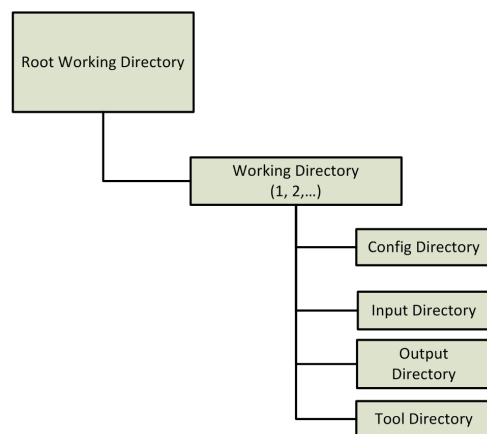 Root Working Directory
Working Directory
(1, 2,...)
Config Directory
Input Directory
Output
Directory
Tool Directory